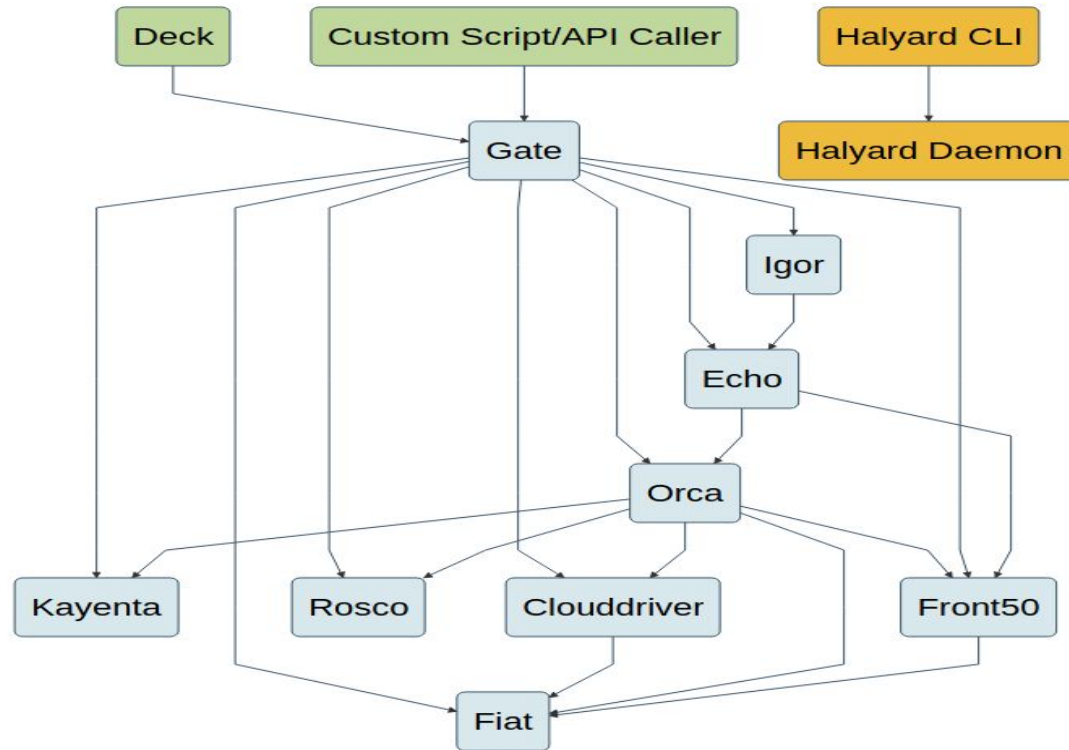 Deck
Custom Script/API Caller
Halyard CLI
Gate
Halyard Daemon
Igor
Echo
Orca
Kayenta
Rosco
Clouddriver
Front50
Fiat